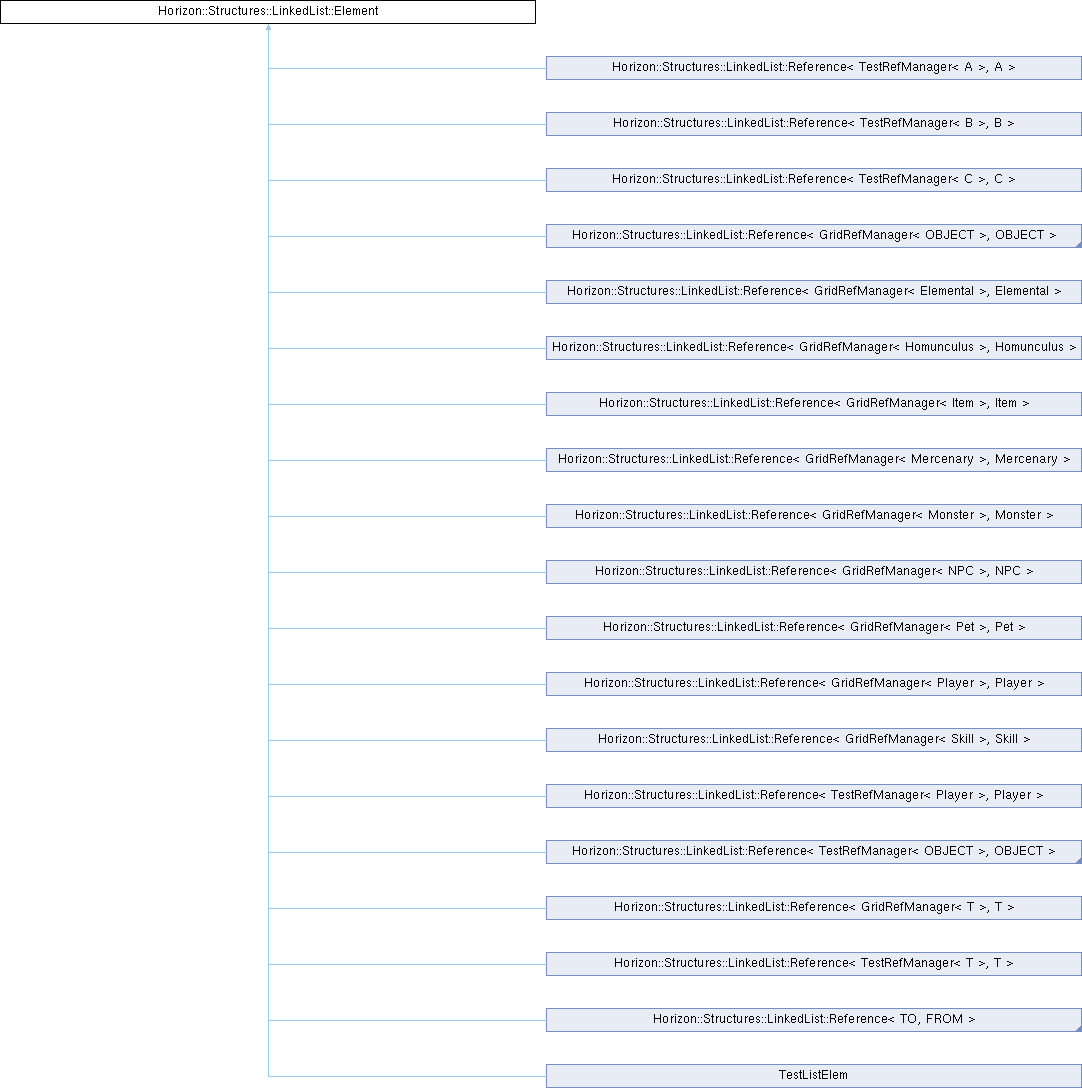 Horizon::Structures::LinkedList::Element
Horizon::Structures::LinkedList::Reference< TestRefManager< A >, A >
Horizon::Structures::LinkedList::Reference< TestRefManager< B >, B >
Horizon::Structures::LinkedList::Reference< TestRefManager< C >, C >
Horizon::Structures::LinkedList::Reference< GridRefManager< OBJECT >, OBJECT >
Horizon::Structures::LinkedList::Reference< GridRefManager< Elemental >, Elemental >
Horizon::Structures::LinkedList::Reference< GridRefManager< Homunculus >, Homunculus >
Horizon::Structures::LinkedList::Reference< GridRefManager< Item >, Item >
Horizon::Structures::LinkedList::Reference< GridRefManager< Mercenary >, Mercenary >
Horizon::Structures::LinkedList::Reference< GridRefManager< Monster >, Monster >
Horizon::Structures::LinkedList::Reference< GridRefManager< NPC >, NPC >
Horizon::Structures::LinkedList::Reference< GridRefManager< Pet >, Pet >
Horizon::Structures::LinkedList::Reference< GridRefManager< Player >, Player >
Horizon::Structures::LinkedList::Reference< GridRefManager< Skill >, Skill >
Horizon::Structures::LinkedList::Reference< TestRefManager< Player >, Player >
Horizon::Structures::LinkedList::Reference< TestRefManager< OBJECT >, OBJECT >
Horizon::Structures::LinkedList::Reference< GridRefManager< T >, T >
Horizon::Structures::LinkedList::Reference< TestRefManager< T >, T >
Horizon::Structures::LinkedList::Reference< TO, FROM >
TestListElem